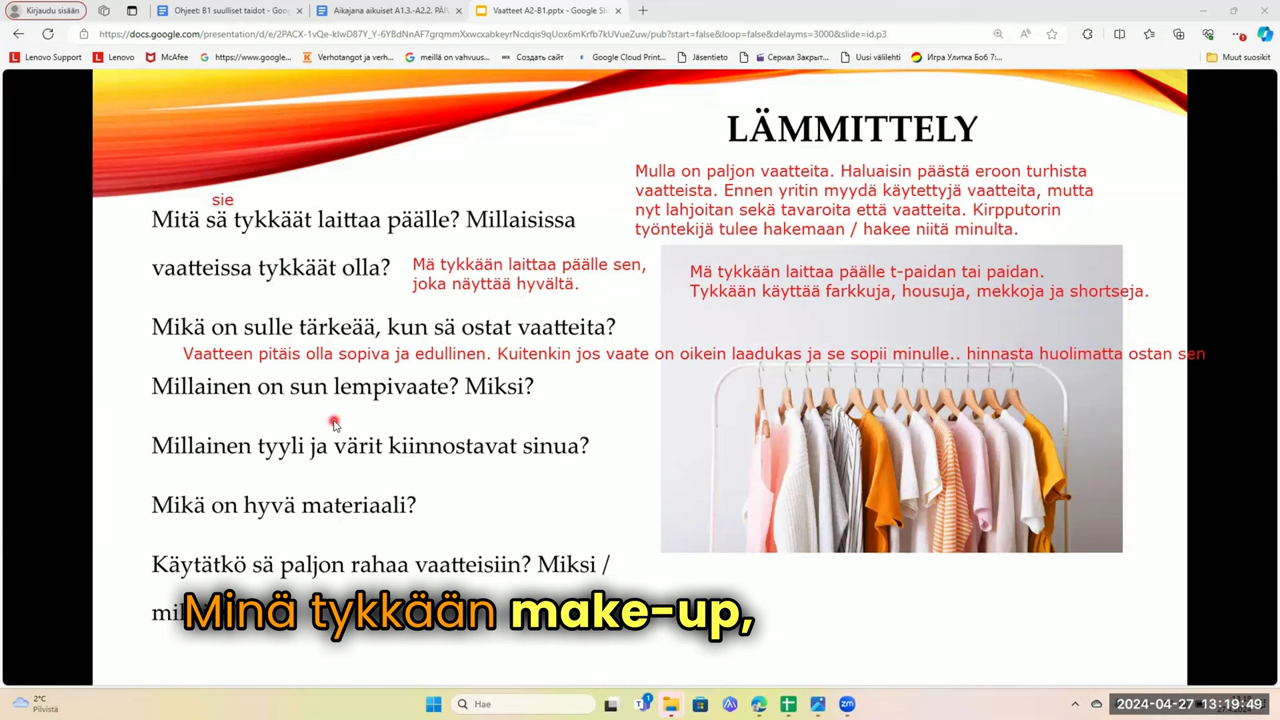 Kirjaudu sisään
Ohjeet: B1 suulliset taidot - Goog
Aikajana aikuiset A1.3.-A2.2. PÄI
Vaatteet A2-B1.pptx - Google Sli
https://docs.google.com/presentation/d/e/2PACX-1vQe-klwD87Y_Y-6YBdNnAF7grqmmXxwcxabkeyrNcdqis9qUox6mKrfb7kUVueZuw/pub?start=false&loop=false&delayms=3000&slide=id.p3
Lenovo Support
Lenovo
McAfee
https://www.google...
Verhotangot ja verh...
meillä on vahvuus...
Создать сайт
Google Cloud Print...
Jäsentieto
Сериал Закрыт...
Uusi välilehti
Игра Улитка Боб 7:...
Muut suosikit
LÄMMITTELY
Mulla on paljon vaatteita. Haluaisin päästä eroon turhista
vaatteista. Ennen yritin myydä käytettyjä vaatteita, mutta
nyt lahjoitan sekä tavaroita että vaatteita. Kirpputorin
työntekijä tulee hakemaan / hakee niitä minulta.
sie
Mitä sä tykkäät laittaa päälle? Millaisissa
vaatteissa tykkäät olla?
Mä tykkään laittaa päälle sen,
joka näyttää hyvältä.
Mä tykkään laittaa päälle t-paidan tai paidan.
Tykkään käyttää farkkuja, housuja, mekkoja ja shortseja.
Mikä on sulle tärkeää, kun sä ostat vaatteita?
Vaatteen pitäis olla sopiva ja edullinen. Kuitenkin jos vaate on oikein laadukas ja se sopii minulle.. hinnasta huolimatta ostan sen
Millainen on sun lempivaate? Miksi?
Millainen tyyli ja värit kiinnostavat sinua?
Mikä on hyvä materiaali?
Käytätkö sä paljon rahaa vaatteisiin? Miksi /
Minä tykkään make-up,
2°C
Pilvistä
Hae
2024-04-27 13:19:49